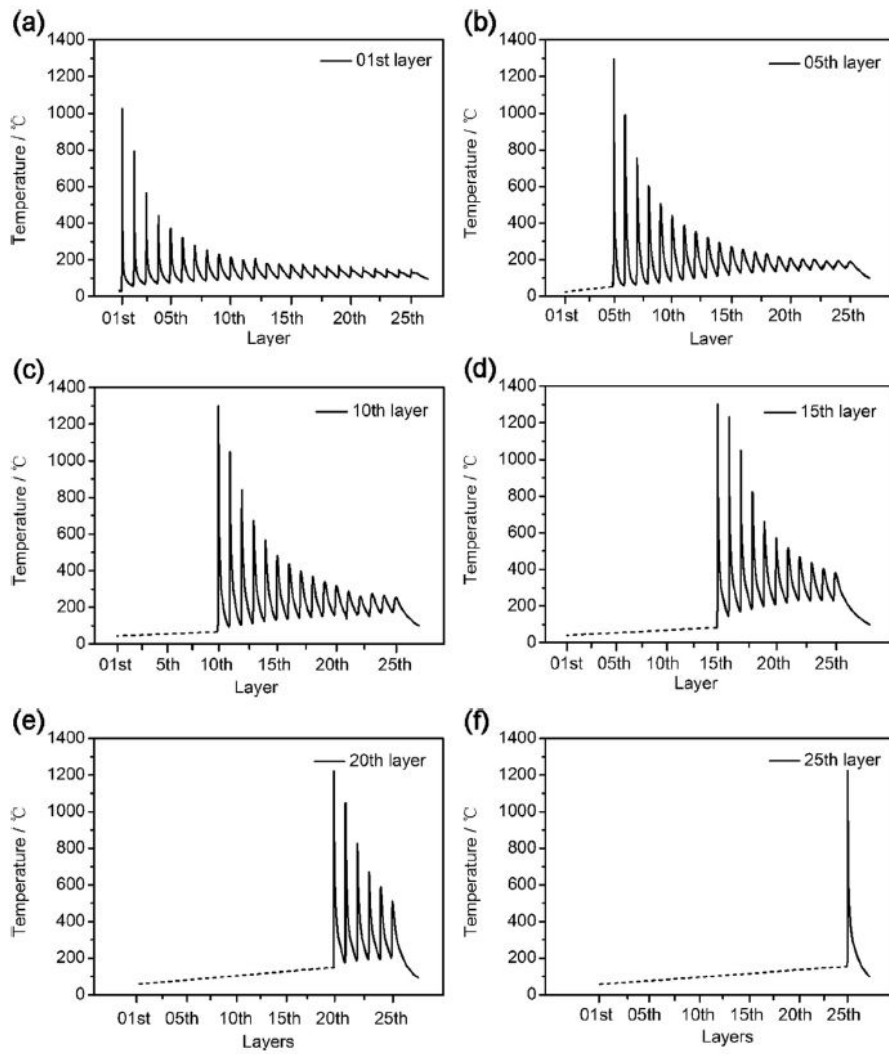 (a)
1400
1200
1000
800
600
400
200
0
Temperature / ℃
01st layer
01st 05th 10th 15th 20th 25th
Layer
(b)
1400
1200
1000
800
600
400
200
0
Temperature / ℃
05th layer
01st 05th 10th 15th 20th 25th
Laver
(c)
1400
1200
1000
800
600
400
200
0
Temperature / ℃
10th layer
01st 5th 10th 15th 20th 25th
Layer
(d)
1400
1200
1000
800
600
400
200
0
Temperature / ℃
15th layer
01st 05th 10th 15th 20th 25th
Layer
(e)
1400
1200
1000
800
600
400
200
0
Temperature / ℃
20th layer
01st 05th 10th 15th 20th 25th
Layers
(f)
1400
1200
1000
800
600
400
200
0
Temperature / ℃
25th layer
01st 05th 10th 15th 20th 25th
Layers